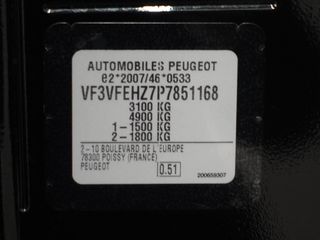 AUTOMOBILES PEUGEOT
e2*2007/46*0533
VF3VFEHZ7P7851168
3100 KG
4900 KG
1-1500 KG
2-1800 KG
2-10 BOULEVARD DE L'EUROPE
78300 POISSY (FRANCE)
PEUGEOT
0.51
200659307